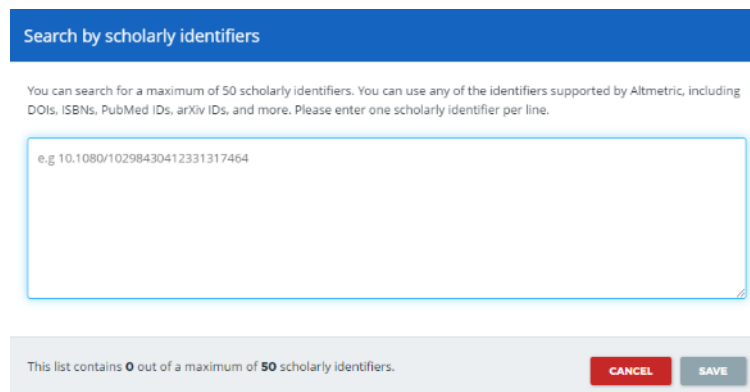 Search by scholarly identifiers
You can search for a maximum of 50 scholarly identifiers. You can use any of the identifiers supported by Altmetric, including
DOIs, ISBNs, PubMed IDs, arXiv IDs, and more. Please enter one scholarly identifier per line.
e.g 10.1080/10298430412331317464
This list contains 0 out of a maximum of 50 scholarly identifiers.
CANCEL
SAVE